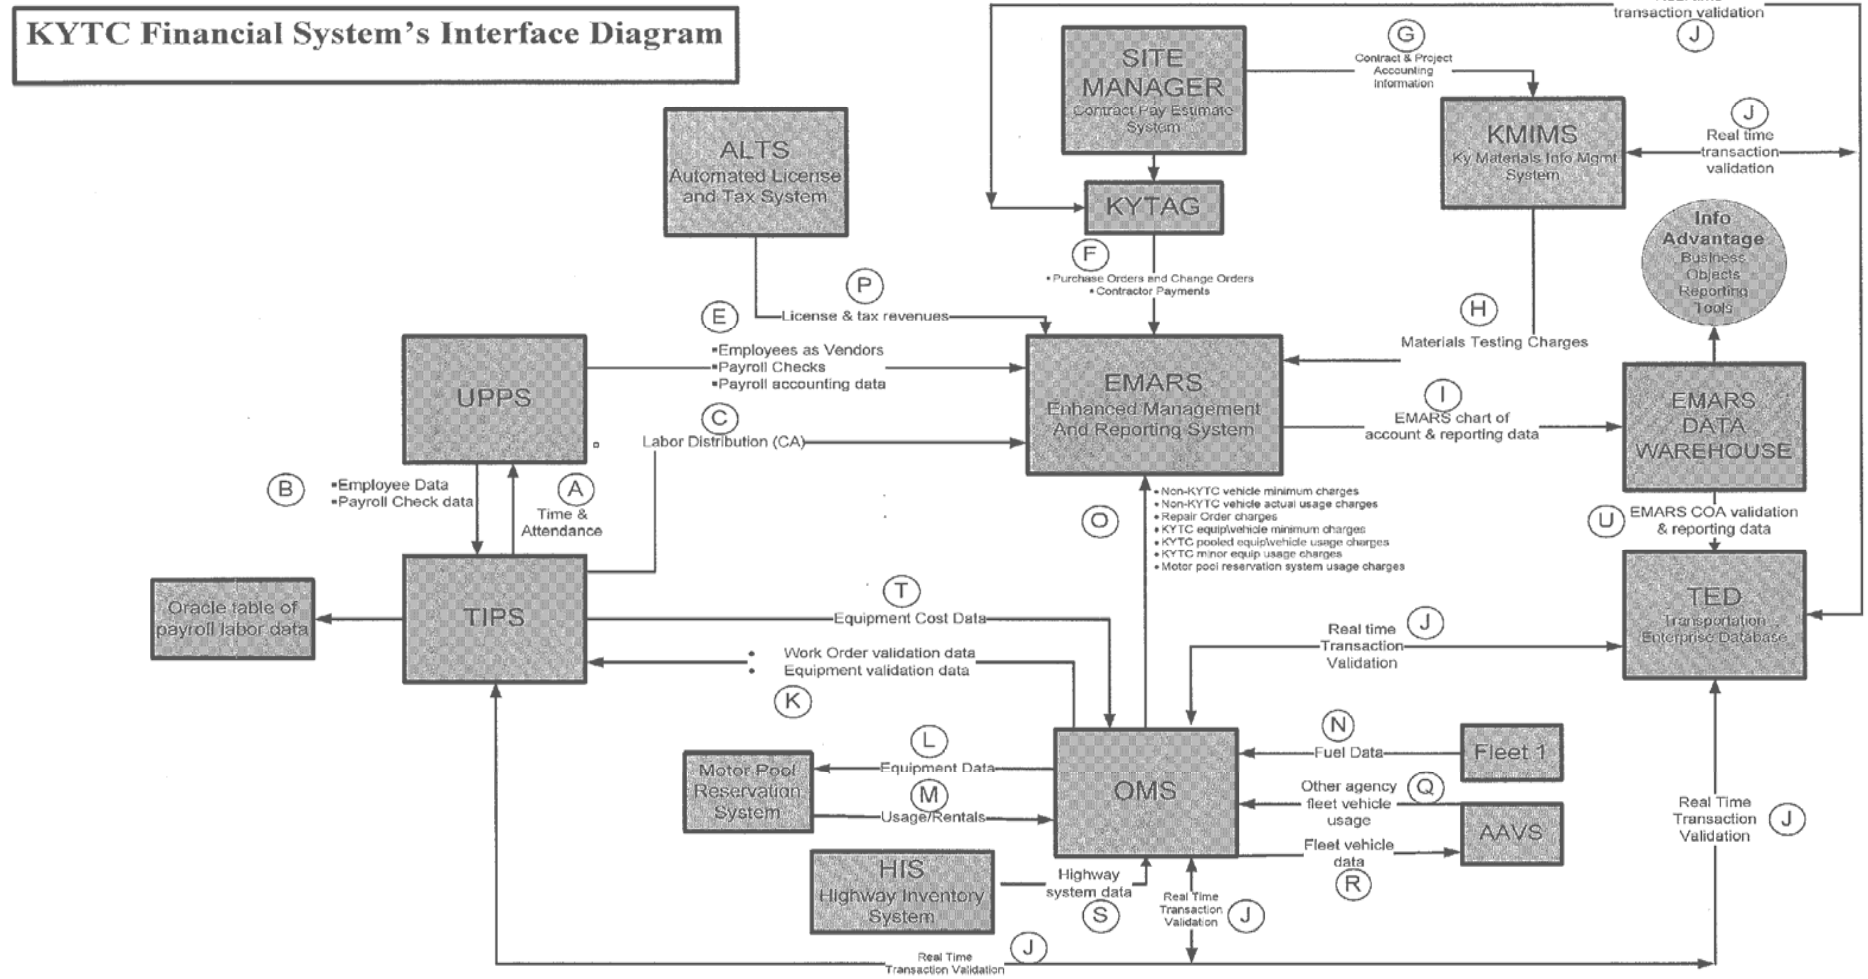 KYTC Financial System's Interface Diagram
transaction validation
J
G
Contract & Project
Accounting
Information
SITE
MANAGER
Contract Pay Estimate
System
KMIMS
Ky Materials Info Mgmt
System
J
Real time
transaction
validation
ALTS
Automated License
and Tax System
KYTAG
Info
Advantage
Business
Objects
Reporting
Tools
F
• Purchase Orders and Change Orders
• Contractor Payments
P
License & tax revenues
H
Materials Testing Charges
E
▪Employees as Vendors
▪Payroll Checks
▪Payroll accounting data
UPPS
EMARS
Enhanced Management
And Reporting System
I
EMARS chart of
account & reporting data
EMARS
DATA
WAREHOUSE
C
Labor Distribution (CA)
B
▪Employee Data
▪Payroll Check data
A
Time &
Attendance
O
• Non-KYTC vehicle minimum charges
• Non-KYTC vehicle actual usage charges
• Repair Order charges
• KYTC equip\vehicle minimum charges
• KYTC pooled equip\vehicle usage charges
• KYTC minor equip usage charges
• Motor pool reservation system usage charges
U
EMARS COA validation
& reporting data
Oracle table of
payroll labor data
TIPS
T
Equipment Cost Data
TED
Transportation
Enterprise Database
J
Real time
Transaction
Validation
• Work Order validation data
• Equipment validation data
K
L
Equipment Data
M
Usage/Rentals
Motor Pool
Reservation
System
OMS
N
Fuel Data
Fleet 1
Other agency
fleet vehicle
usage
Q
AAVS
Fleet vehicle
data
R
Real Time
Transaction
Validation
J
HIS
Highway Inventory
System
Highway
system data
S
Real Time
Transaction
Validation
J
J
Real Time
Transaction Validation